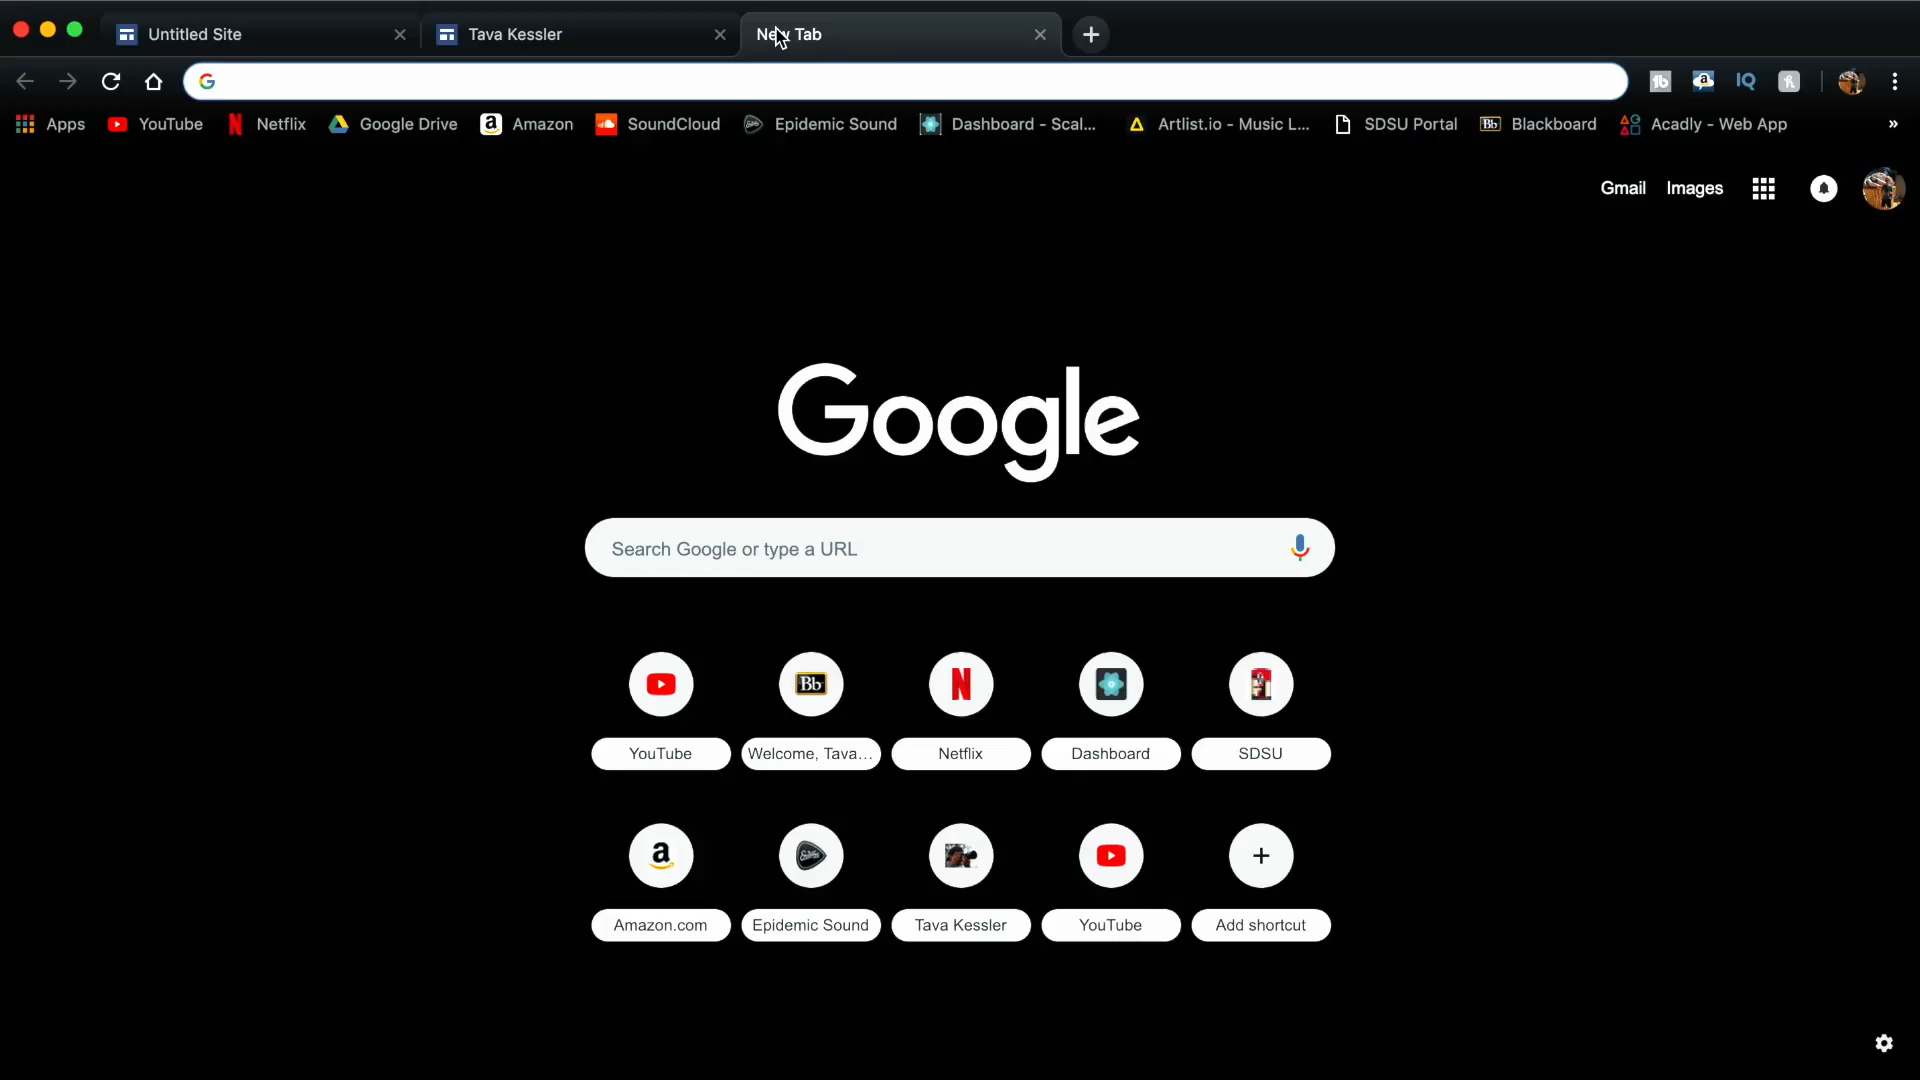 Untitled Site
Tava Kessler
New Tab
Apps
YouTube
Netflix
Google Drive
Amazon
SoundCloud
Epidemic Sound
Dashboard - Scal...
Artlist.io - Music L...
SDSU Portal
Blackboard
Acadly - Web App
»
Gmail
Images
Google
Search Google or type a URL
YouTube
Welcome, Tava...
Netflix
Dashboard
SDSU
Amazon.com
Epidemic Sound
Tava Kessler
YouTube
Add shortcut